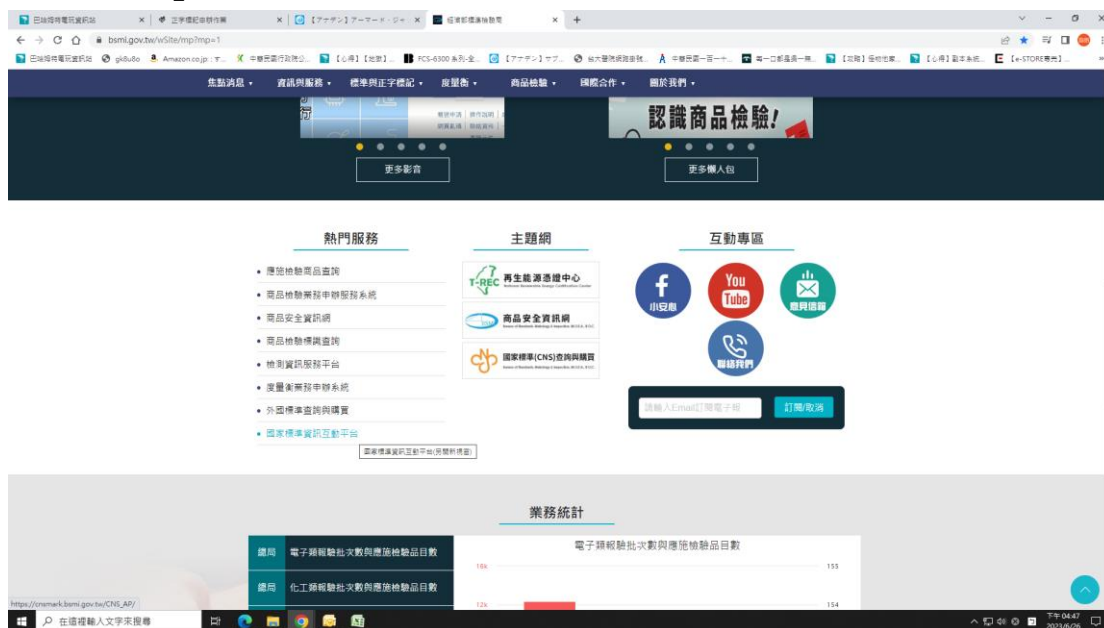 經濟部標準檢驗局
bsmi.gov.tw/wSite/mp?mp=1
gk8u8o
Amazon.co.jp
焦點消息
資訊與服務
標準與正字標記
度量衡
商品檢驗
國際合作
關於我們
行
認識商品檢驗!
更多影音
更多懶人包
熱門服務
主題網
互動專區
應施檢驗商品查詢
商品檢驗業務申辦服務系統
商品安全資訊網
商品檢驗標識查詢
檢測資訊服務平台
度量衡業務申辦系統
外國標準查詢與購買
國家標準資訊互動平台
國家標準資訊互動平台(另開新視窗)
T-REC 再生能源憑證中心
商品安全資訊網
國家標準(CNS)查詢與購買
小安心
You
Tube
意見信箱
聯絡我們
請輸入Email訂閱電子報
訂閱/取消
業務統計
總局 電子類報驗批次數與應施檢驗品目數
總局 化工類報驗批次數與應施檢驗品目數
電子類報驗批次數與應施檢驗品目數
18k
155
12k
154
https://cnsmark.bsmi.gov.tw/CNS_AP/
在這裡輸入文字來搜尋
下午 04:47
2023/6/26